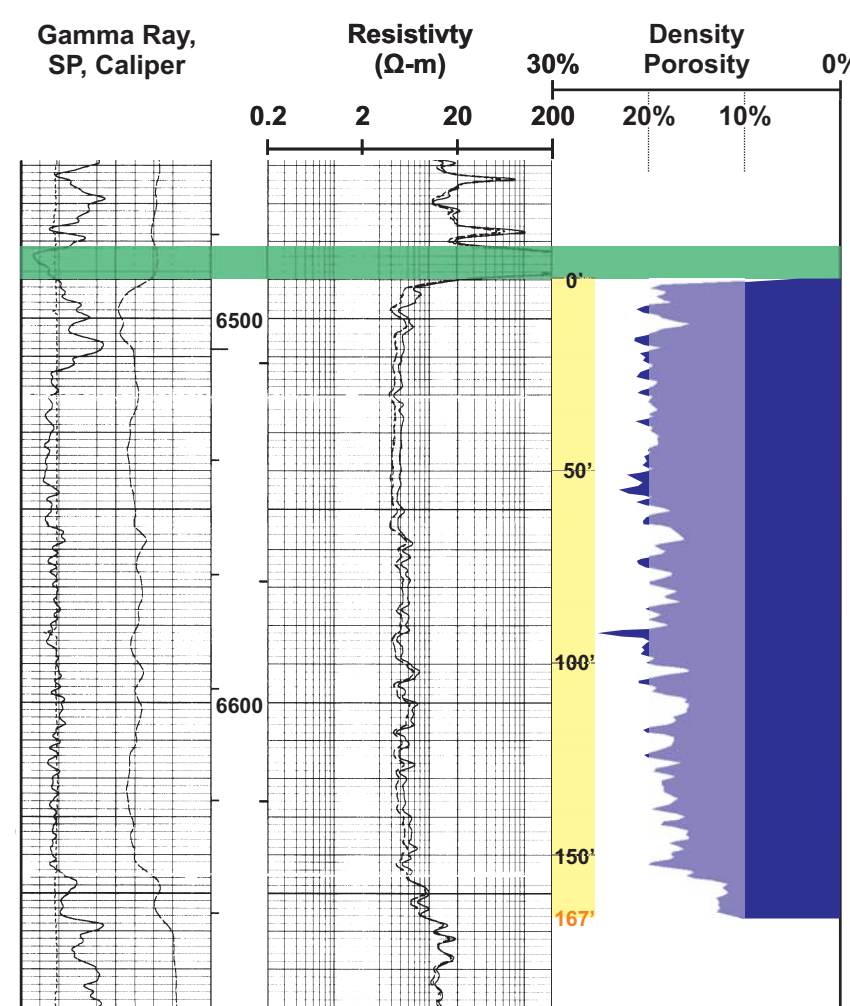 Gamma Ray,
SP, Caliper
Resistivty
(Ω-m)
Density
Porosity
30%
0%
0.2
2
20
200
20%
10%
0'
6500
50'
100'
6600
150'
167'